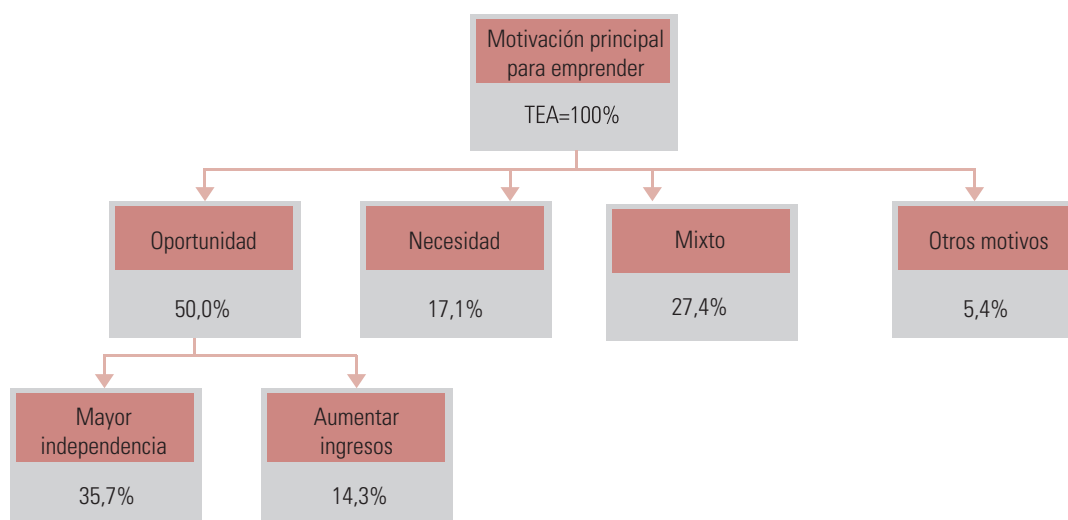 Motivación principal
para emprender
TEA=100%
Oportunidad
Necesidad
Mixto
Otros motivos
50,0%
17,1%
27,4%
5,4%
Mayor
independencia
Aumentar
ingresos
35,7%
14,3%